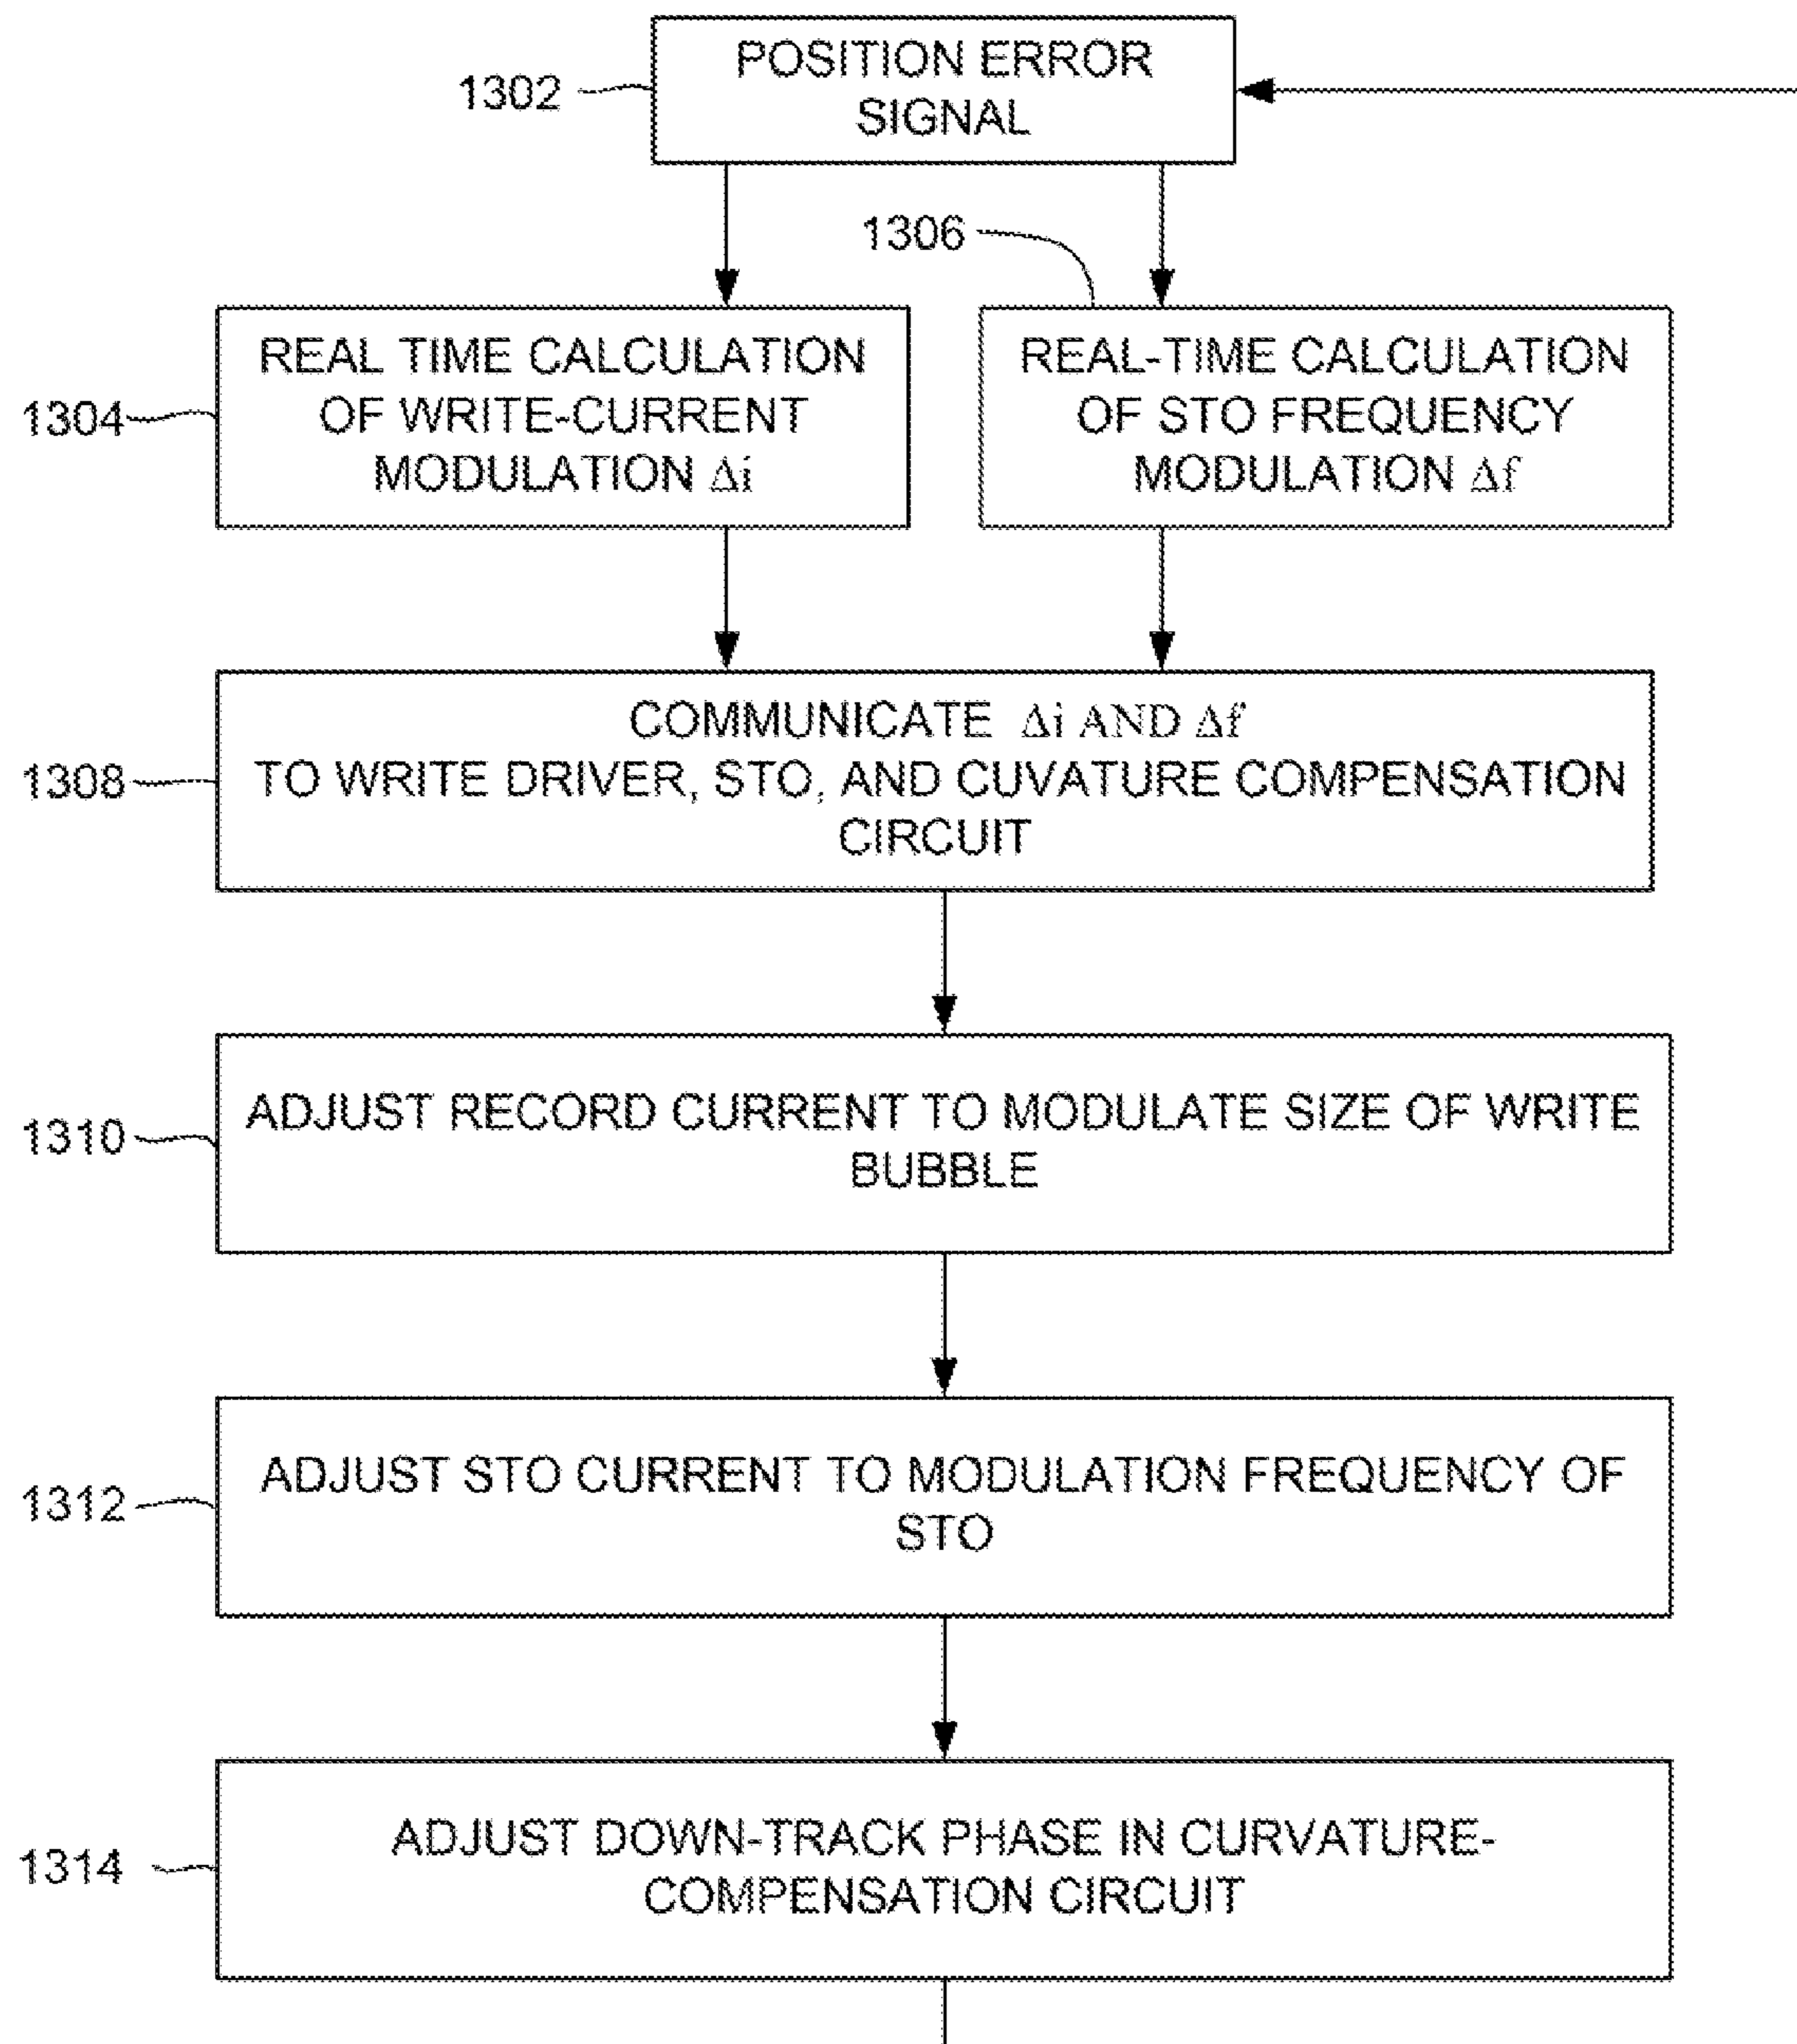 1302
POSITION ERROR
SIGNAL
1306
1304
REAL TIME CALCULATION
OF WRITE-CURRENT
MODULATION Δi
REAL-TIME CALCULATION
OF STO FREQUENCY
MODULATION Δf
1308
COMMUNICATE Δi AND Δf
TO WRITE DRIVER, STO, AND CUVATURE COMPENSATION
CIRCUIT
1310
ADJUST RECORD CURRENT TO MODULATE SIZE OF WRITE
BUBBLE
1312
ADJUST STO CURRENT TO MODULATION FREQUENCY OF
STO
1314
ADJUST DOWN-TRACK PHASE IN CURVATURE-
COMPENSATION CIRCUIT